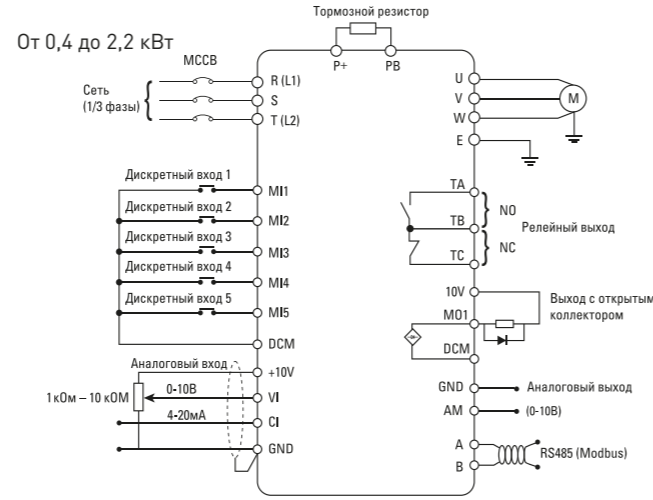 Тормозной резистор
От 0,4 до 2,2 кВт
P+
PB
MCCB
Сеть
(1/3 фазы)
R (L1)
S
T (L2)
U
V
W
E
M
Дискретный вход 1
MI1
Дискретный вход 2
MI2
Дискретный вход 3
MI3
Дискретный вход 4
MI4
Дискретный вход 5
MI5
DCM
TA
TB
TC
NO
NC
Релейный выход
10V
MO1
DCM
Выход с открытым
коллектором
Аналоговый вход
+10V
1 кОм – 10 кОМ
0-10В
VI
4-20мА
CI
GND
GND
Аналоговый выход
AM
(0-10В)
A
B
RS485 (Modbus)